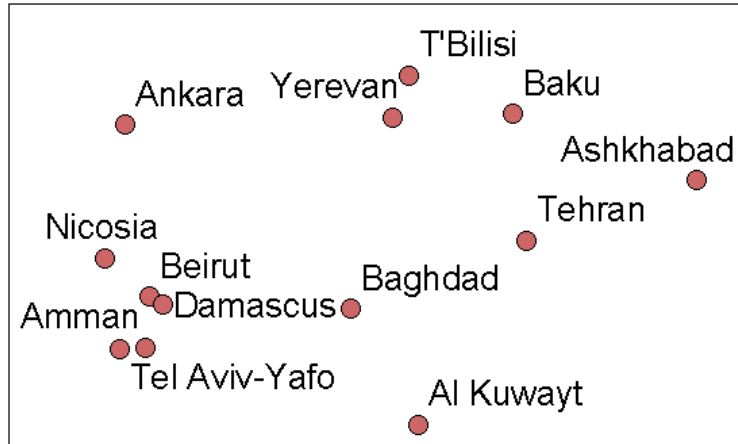 T'Bilisi
Ankara
Yerevan
Baku
Ashkhabad
Tehran
Nicosia
Beirut
Baghdad
Damascus
Amman
Tel Aviv-Yafo
Al Kuwayt